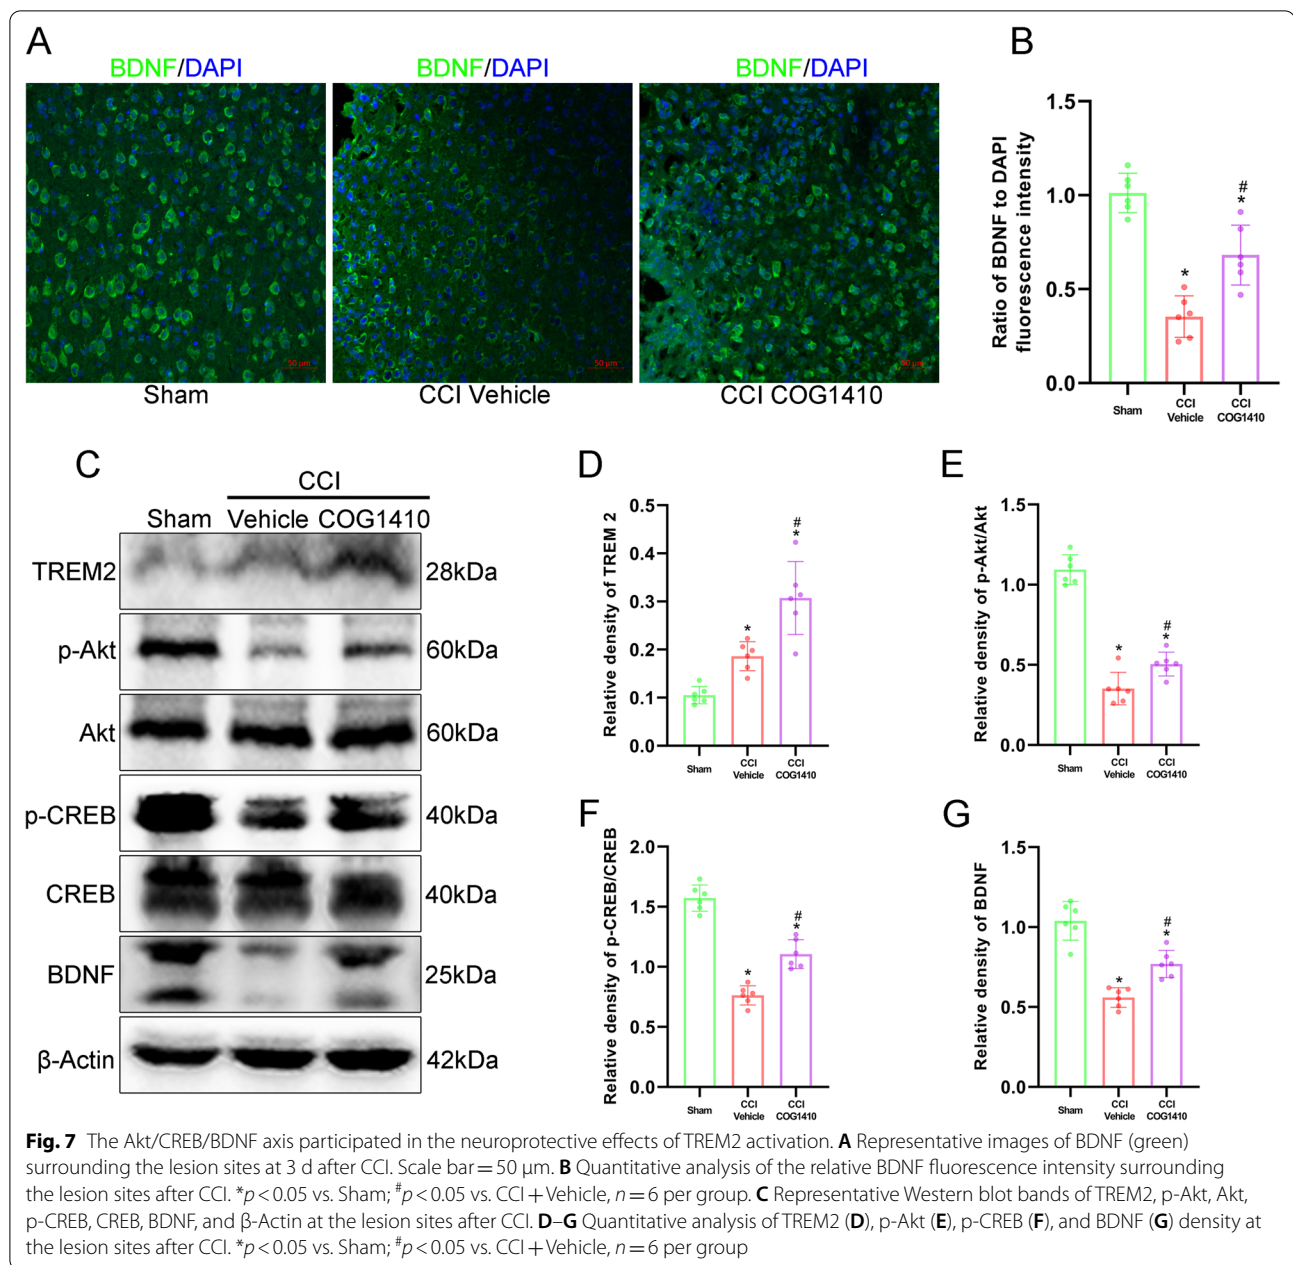 A
BDNF/DAPI
BDNF/DAPI
BDNF/DAPI
50 µm
50 µm
50 µm
Sham
CCI Vehicle
CCI COG1410
B
Ratio of BDNF to DAPI
fluorescence intensity
1.5
1.0
0.5
0.0
*
#
*
Sham
CCI
Vehicle
CCI
COG1410
C
CCI
Sham
Vehicle
COG1410
TREM2
28kDa
p-Akt
60kDa
Akt
60kDa
p-CREB
40kDa
CREB
40kDa
BDNF
25kDa
β-Actin
42kDa
D
Relative density of TREM 2
0.5
0.4
0.3
0.2
0.1
0.0
*
#
*
Sham
CCI
Vehicle
CCI
COG1410
E
Relative density of p-Akt/Akt
1.5
1.0
0.5
0.0
*
#
*
Sham
CCI
Vehicle
CCI
COG1410
F
Relative density of p-CREB/CREB
2.0
1.5
1.0
0.5
0.0
*
#
*
Sham
CCI
Vehicle
CCI
COG1410
G
Relative density of BDNF
1.5
1.0
0.5
0.0
*
#
*
Sham
CCI
Vehicle
CCI
COG1410
Fig. 7 The Akt/CREB/BDNF axis participated in the neuroprotective effects of TREM2 activation. A Representative images of BDNF (green)
surrounding the lesion sites at 3 d after CCI. Scale bar = 50 µm. B Quantitative analysis of the relative BDNF fluorescence intensity surrounding
the lesion sites after CCI. *p < 0.05 vs. Sham; #p < 0.05 vs. CCI + Vehicle, n = 6 per group. C Representative Western blot bands of TREM2, p-Akt, Akt,
p-CREB, CREB, BDNF, and β-Actin at the lesion sites after CCI. D–G Quantitative analysis of TREM2 (D), p-Akt (E), p-CREB (F), and BDNF (G) density at
the lesion sites after CCI. *p < 0.05 vs. Sham; #p < 0.05 vs. CCI + Vehicle, n = 6 per group